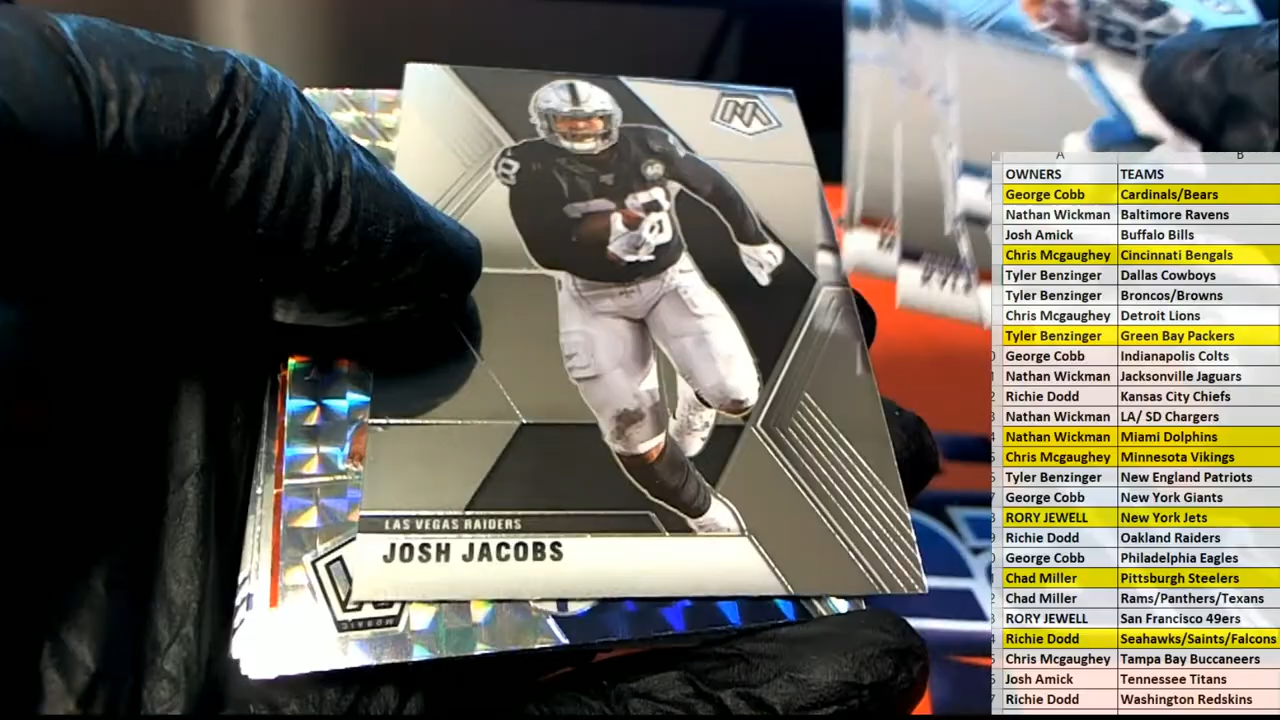 LAS VEGAS RAIDERS
JOSH JACOBS
28
MOSAIC
A B
OWNERS TEAMS
George Cobb Cardinals/Bears
Nathan Wickman Baltimore Ravens
Josh Amick Buffalo Bills
Chris Mcgaughey Cincinnati Bengals
Tyler Benzinger Dallas Cowboys
Tyler Benzinger Broncos/Browns
Chris Mcgaughey Detroit Lions
Tyler Benzinger Green Bay Packers
George Cobb Indianapolis Colts
Nathan Wickman Jacksonville Jaguars
Richie Dodd Kansas City Chiefs
Nathan Wickman LA/ SD Chargers
Nathan Wickman Miami Dolphins
Chris Mcgaughey Minnesota Vikings
Tyler Benzinger New England Patriots
George Cobb New York Giants
RORY JEWELL New York Jets
Richie Dodd Oakland Raiders
George Cobb Philadelphia Eagles
Chad Miller Pittsburgh Steelers
Chad Miller Rams/Panthers/Texans
RORY JEWELL San Francisco 49ers
Richie Dodd Seahawks/Saints/Falcons
Chris Mcgaughey Tampa Bay Buccaneers
Josh Amick Tennessee Titans
Richie Dodd Washington Redskins